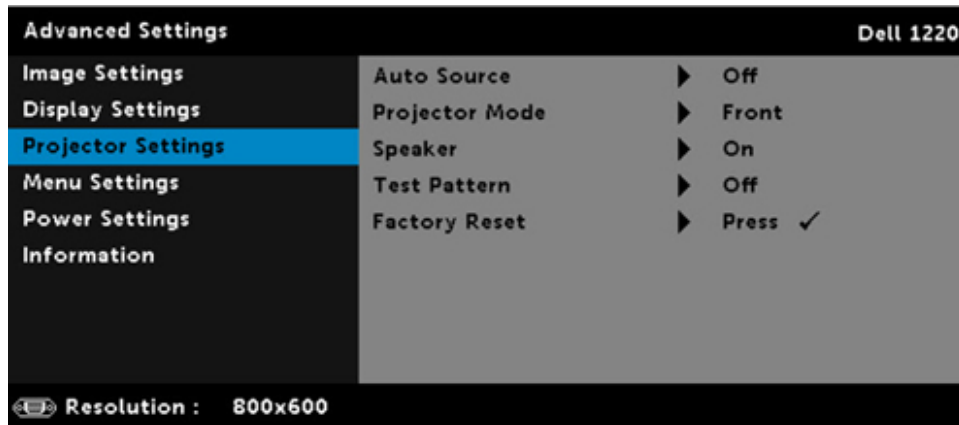 Advanced Settings Dell 1220
Image Settings
Display Settings
Projector Settings
Menu Settings
Power Settings
Information
Auto Source Off
Projector Mode Front
Speaker On
Test Pattern Off
Factory Reset Press ✓
Resolution : 800x600